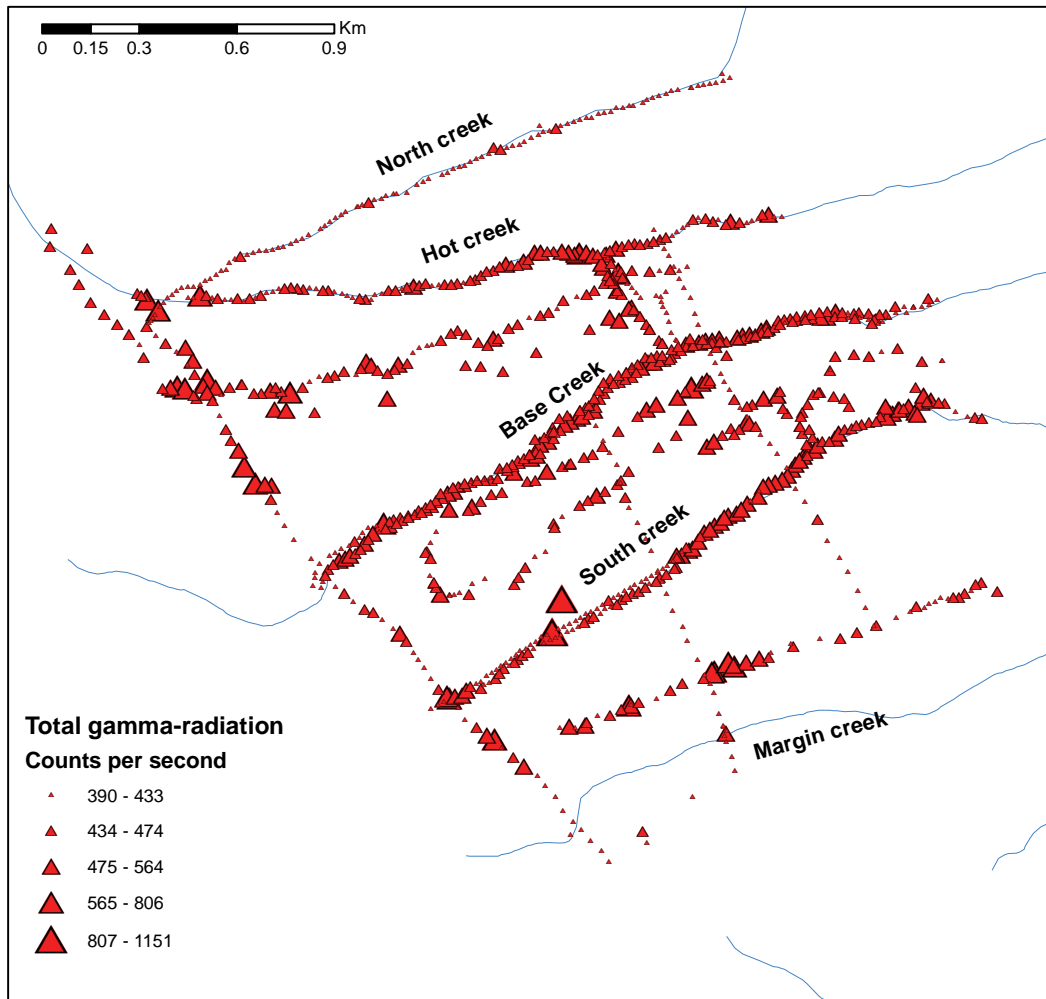 Km
0 0.15 0.3 0.6 0.9
North creek
Hot creek
Base Creek
South creek
Margin creek
Total gamma-radiation
Counts per second
390 - 433
434 - 474
475 - 564
565 - 806
807 - 1151